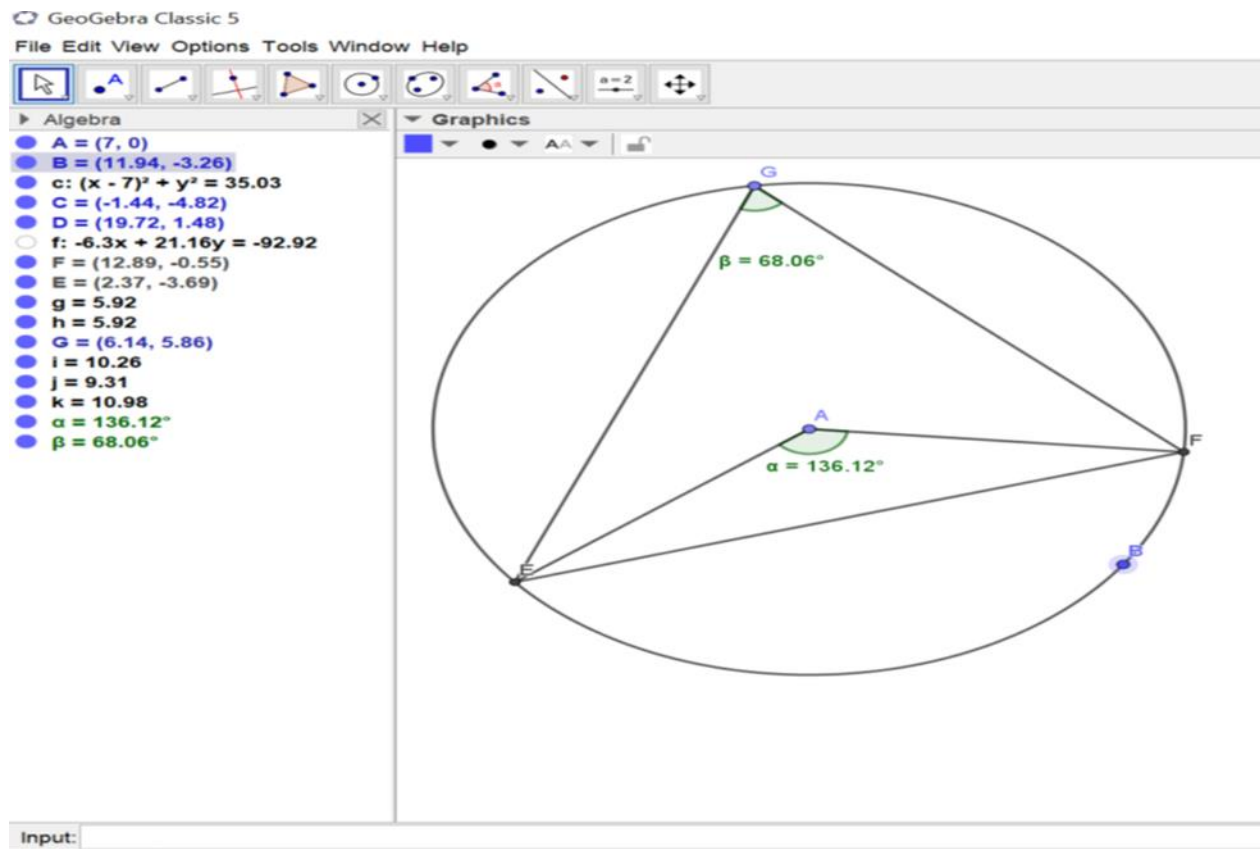 GeoGebra Classic 5
File Edit View Options Tools Window Help
A
a=2
Algebra
Graphics
AA
A = (7, 0)
B = (11.94, -3.26)
c: (x - 7)² + y² = 35.03
C = (-1.44, -4.82)
D = (19.72, 1.48)
f: -6.3x + 21.16y = -92.92
F = (12.89, -0.55)
E = (2.37, -3.69)
g = 5.92
h = 5.92
G = (6.14, 5.86)
i = 10.26
j = 9.31
k = 10.98
α = 136.12°
β = 68.06°
G
β = 68.06°
A
α = 136.12°
F
B
E
Input: